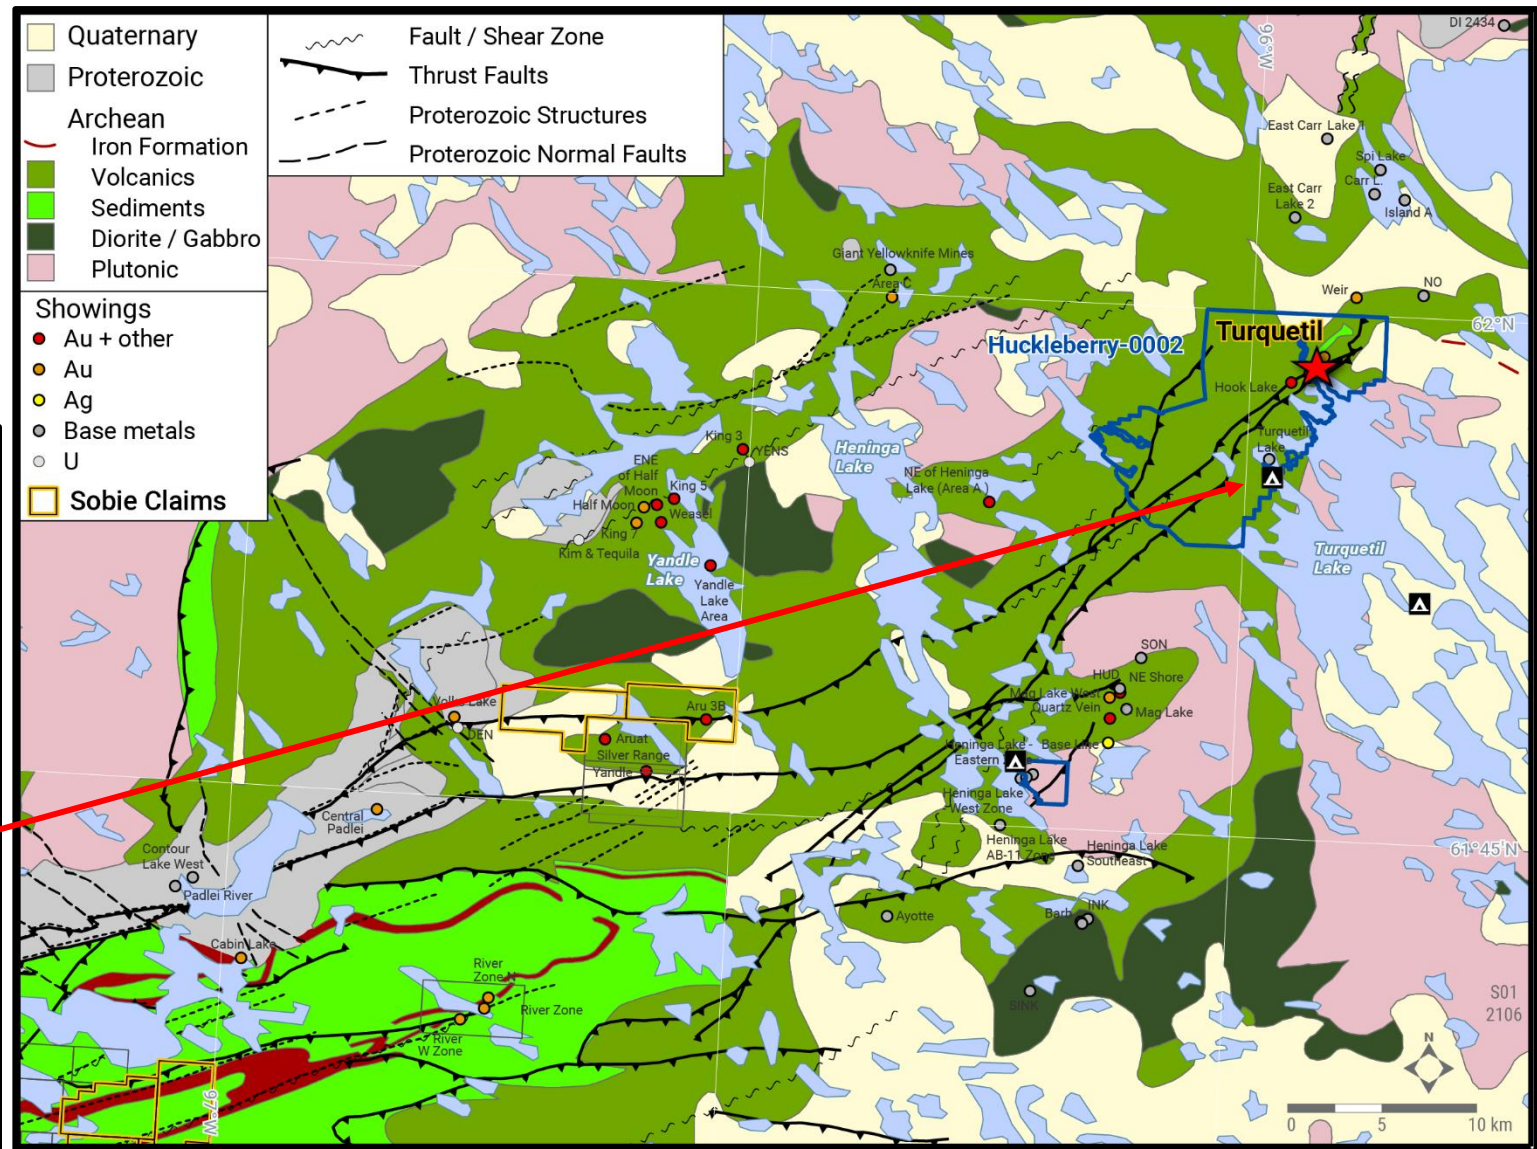 Quaternary
Proterozoic
Archean
Iron Formation
Volcanics
Sediments
Diorite / Gabbro
Plutonic
Fault / Shear Zone
Thrust Faults
Proterozoic Structures
Proterozoic Normal Faults
Showings
Au + other
Au
Ag
Base metals
U
Sobie Claims
DI 2434
96°W
East Carr Lake 1
Spi Lake
Carr L.
East Carr
Lake 2
Island A
Giant Yellowknife Mines
Area C
Weir
NO
62°N
Turquetil
Huckleberry-0002
Hook Lake
Turquetil
Lake
King 3
YENS
Heninga
Lake
ENE
of Half
Moon
King 5
NE of Heninga
Lake (Area A )
Half Moon
Weasel
King 7
Kim & Tequila
Yandle
Lake
Yandle
Lake
Area
Turquetil
Lake
SON
HUD
NE Shore
Mag Lake West
Quartz Vein
Mag Lake
Lake
DEN
Aru 3B
Aruat
Silver Range
Yandle
Heninga Lake -
Eastern
Base Line
Heninga Lake
West Zone
Central
Padlei
Heninga Lake
AB-11 Zone
Heninga Lake
Southeast
61°45'N
Contour
Lake West
Padlei River
Ayotte
Barb
INK
Cabin Lake
River
Zone N
River Zone
River
W Zone
SINK
S01
2106
N
97°W
0 5 10 km